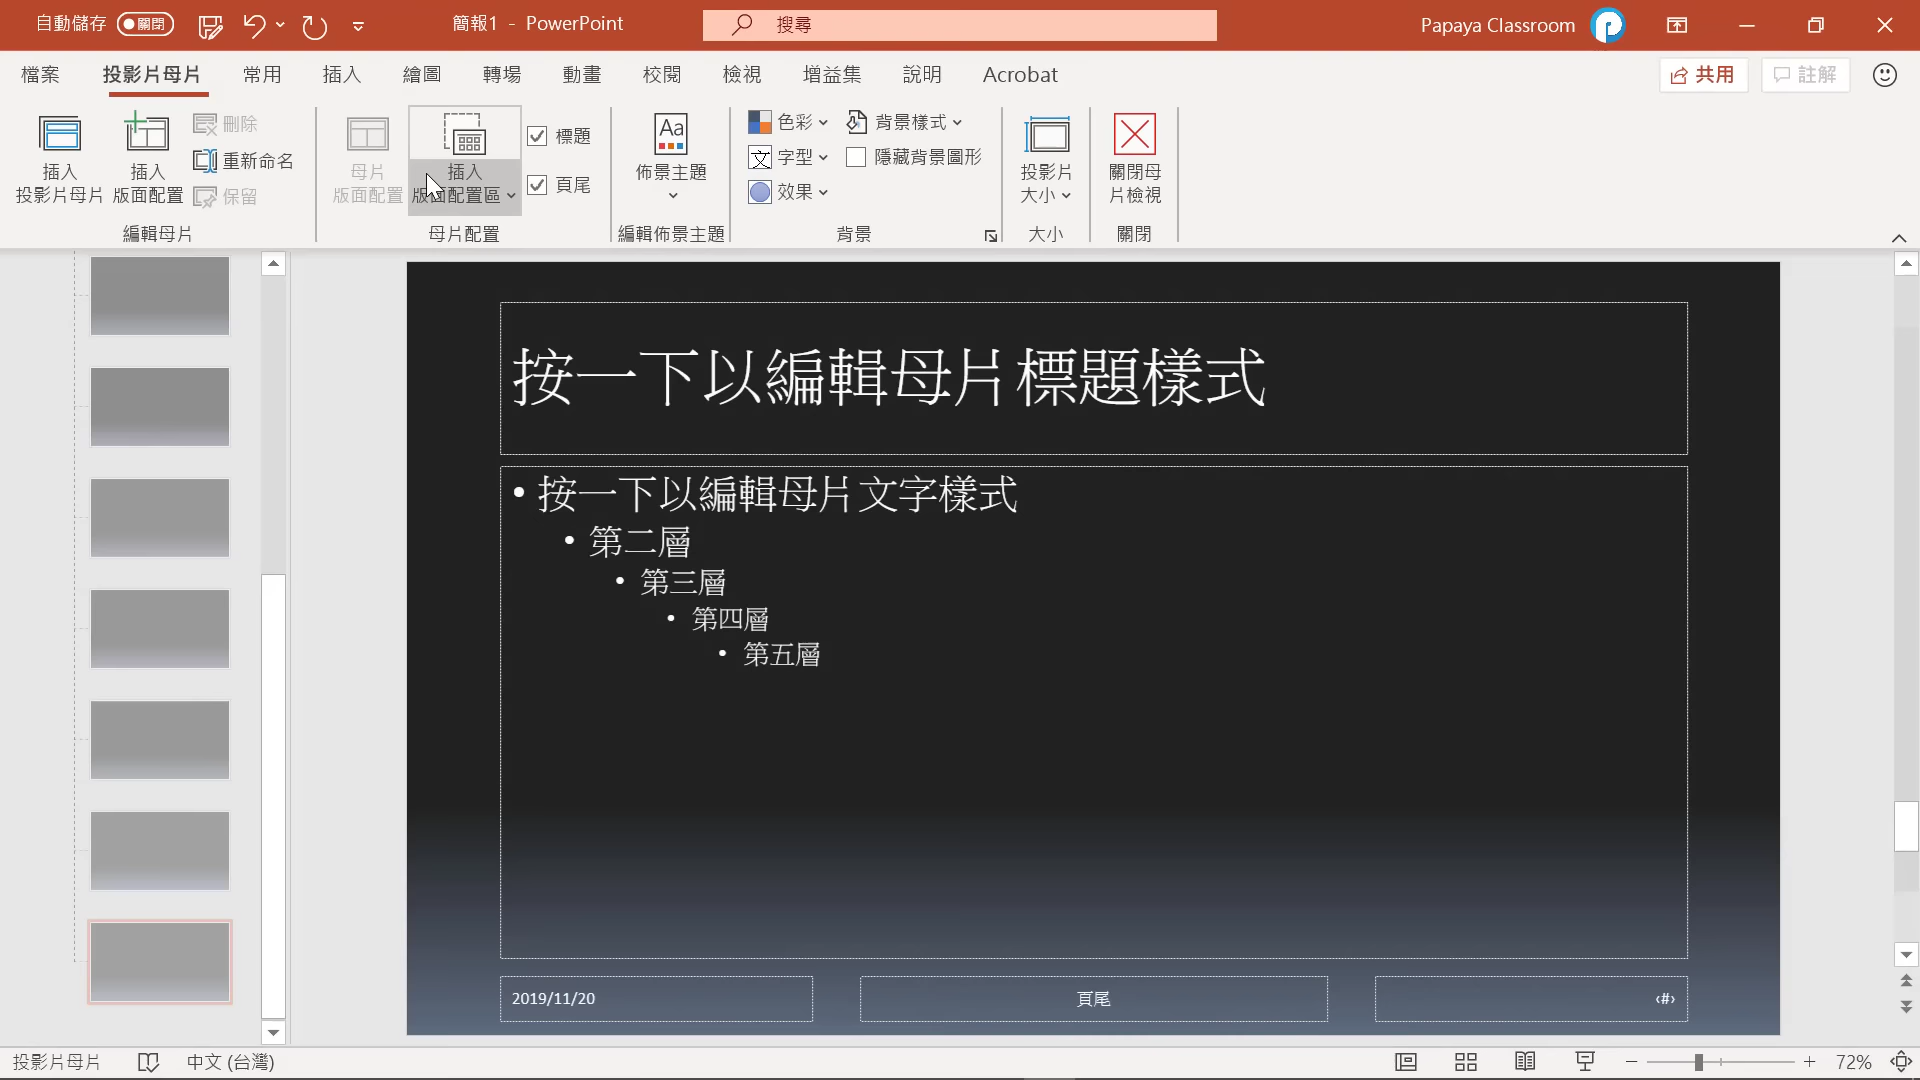 自動儲存 關閉 簡報1 - PowerPoint 搜尋 Papaya Classroom
檔案 投影片母片 常用 插入 繪圖 轉場 動畫 校閱 檢視 增益集 說明 Acrobat 共用 註解
插入
投影片母片
插入
版面配置
刪除
重新命名
保留
編輯母片
母片
版面配置
插入
版面配置區
標題
頁尾
母片配置
Aa
佈景主題
編輯佈景主題
色彩
文 字型
效果
背景樣式
隱藏背景圖形
背景
投影片
大小
大小
關閉母
片檢視
關閉
按一下以編輯母片標題樣式
• 按一下以編輯母片文字樣式
• 第二層
• 第三層
• 第四層
• 第五層
2019/11/20 頁尾 ‹#›
投影片母片 中文 (台灣) 72%